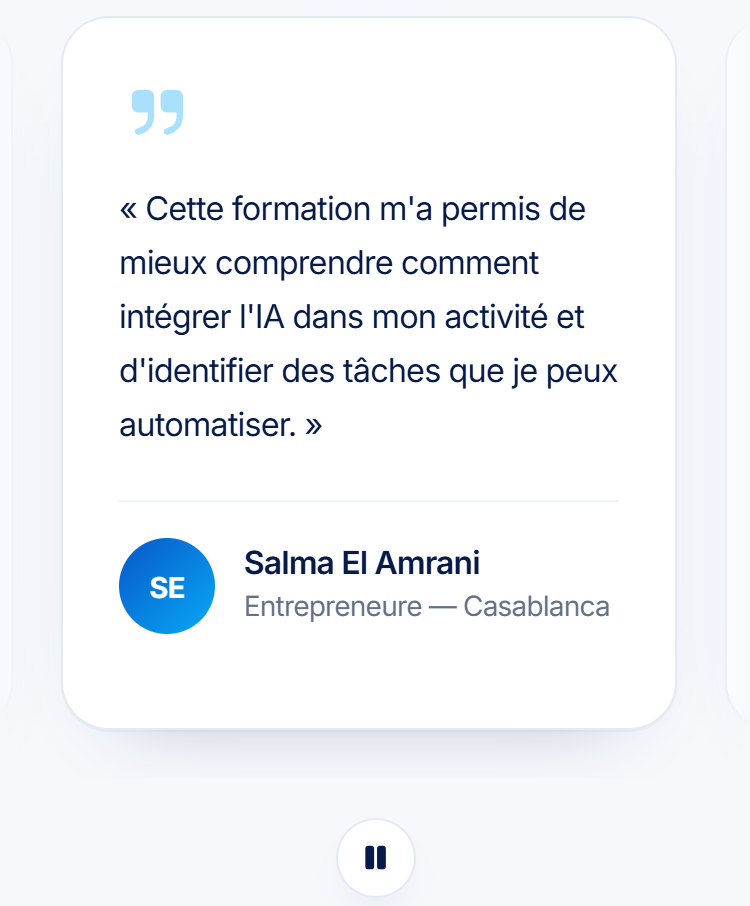 « Cette formation m'a permis de
mieux comprendre comment
intégrer l'IA dans mon activité et
d'identifier des tâches que je peux
automatiser. »
SE
Salma El Amrani
Entrepreneure — Casablanca